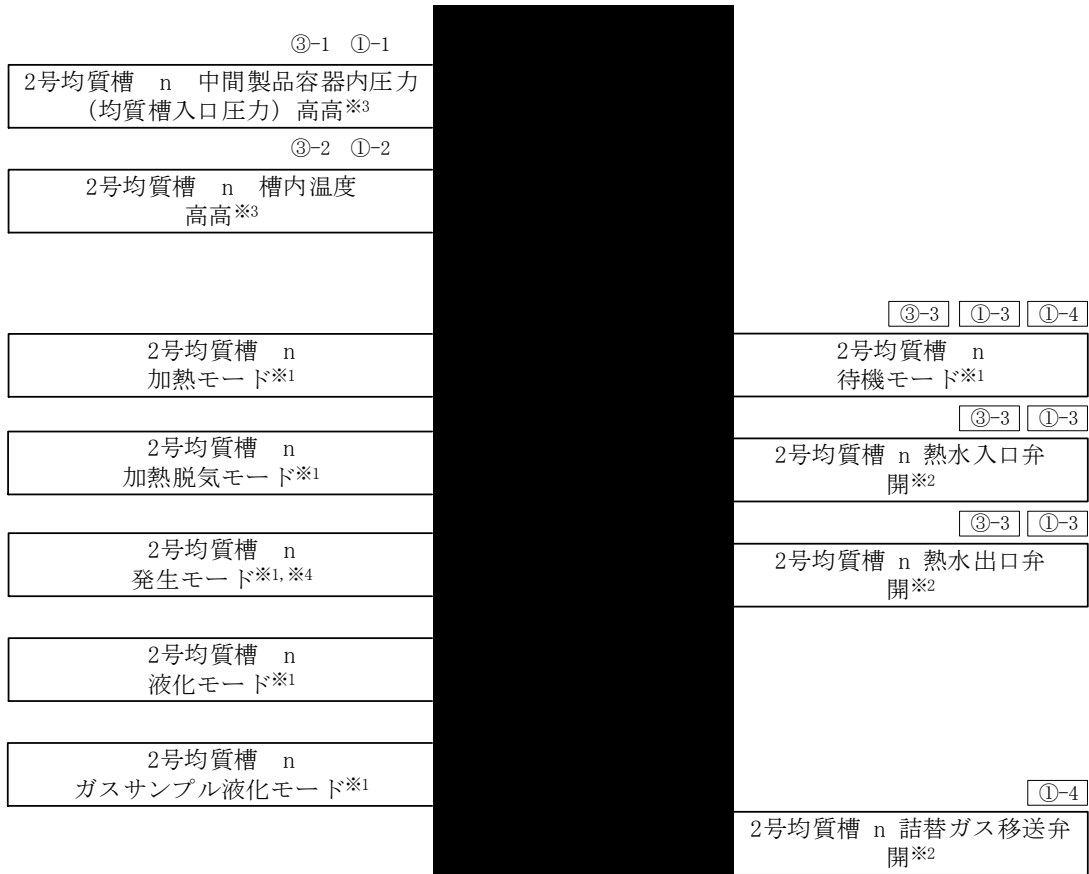 ③-1 ①-1
2号均質槽 n 中間製品容器内圧力
(均質槽入口圧力) 高高※3
③-2 ①-2
2号均質槽 n 槽内温度
高高※3
2号均質槽 n
加熱モード※1
2号均質槽 n
加熱脱気モード※1
2号均質槽 n
発生モード※1,※4
2号均質槽 n
液化モード※1
2号均質槽 n
ガスサンプル液化モード※1
③-3 ①-3 ①-4
2号均質槽 n
待機モード※1
③-3 ①-3
2号均質槽 n 熱水入口弁
開※2
③-3 ①-3
2号均質槽 n 熱水出口弁
開※2
①-4
2号均質槽 n 詰替ガス移送弁
開※2